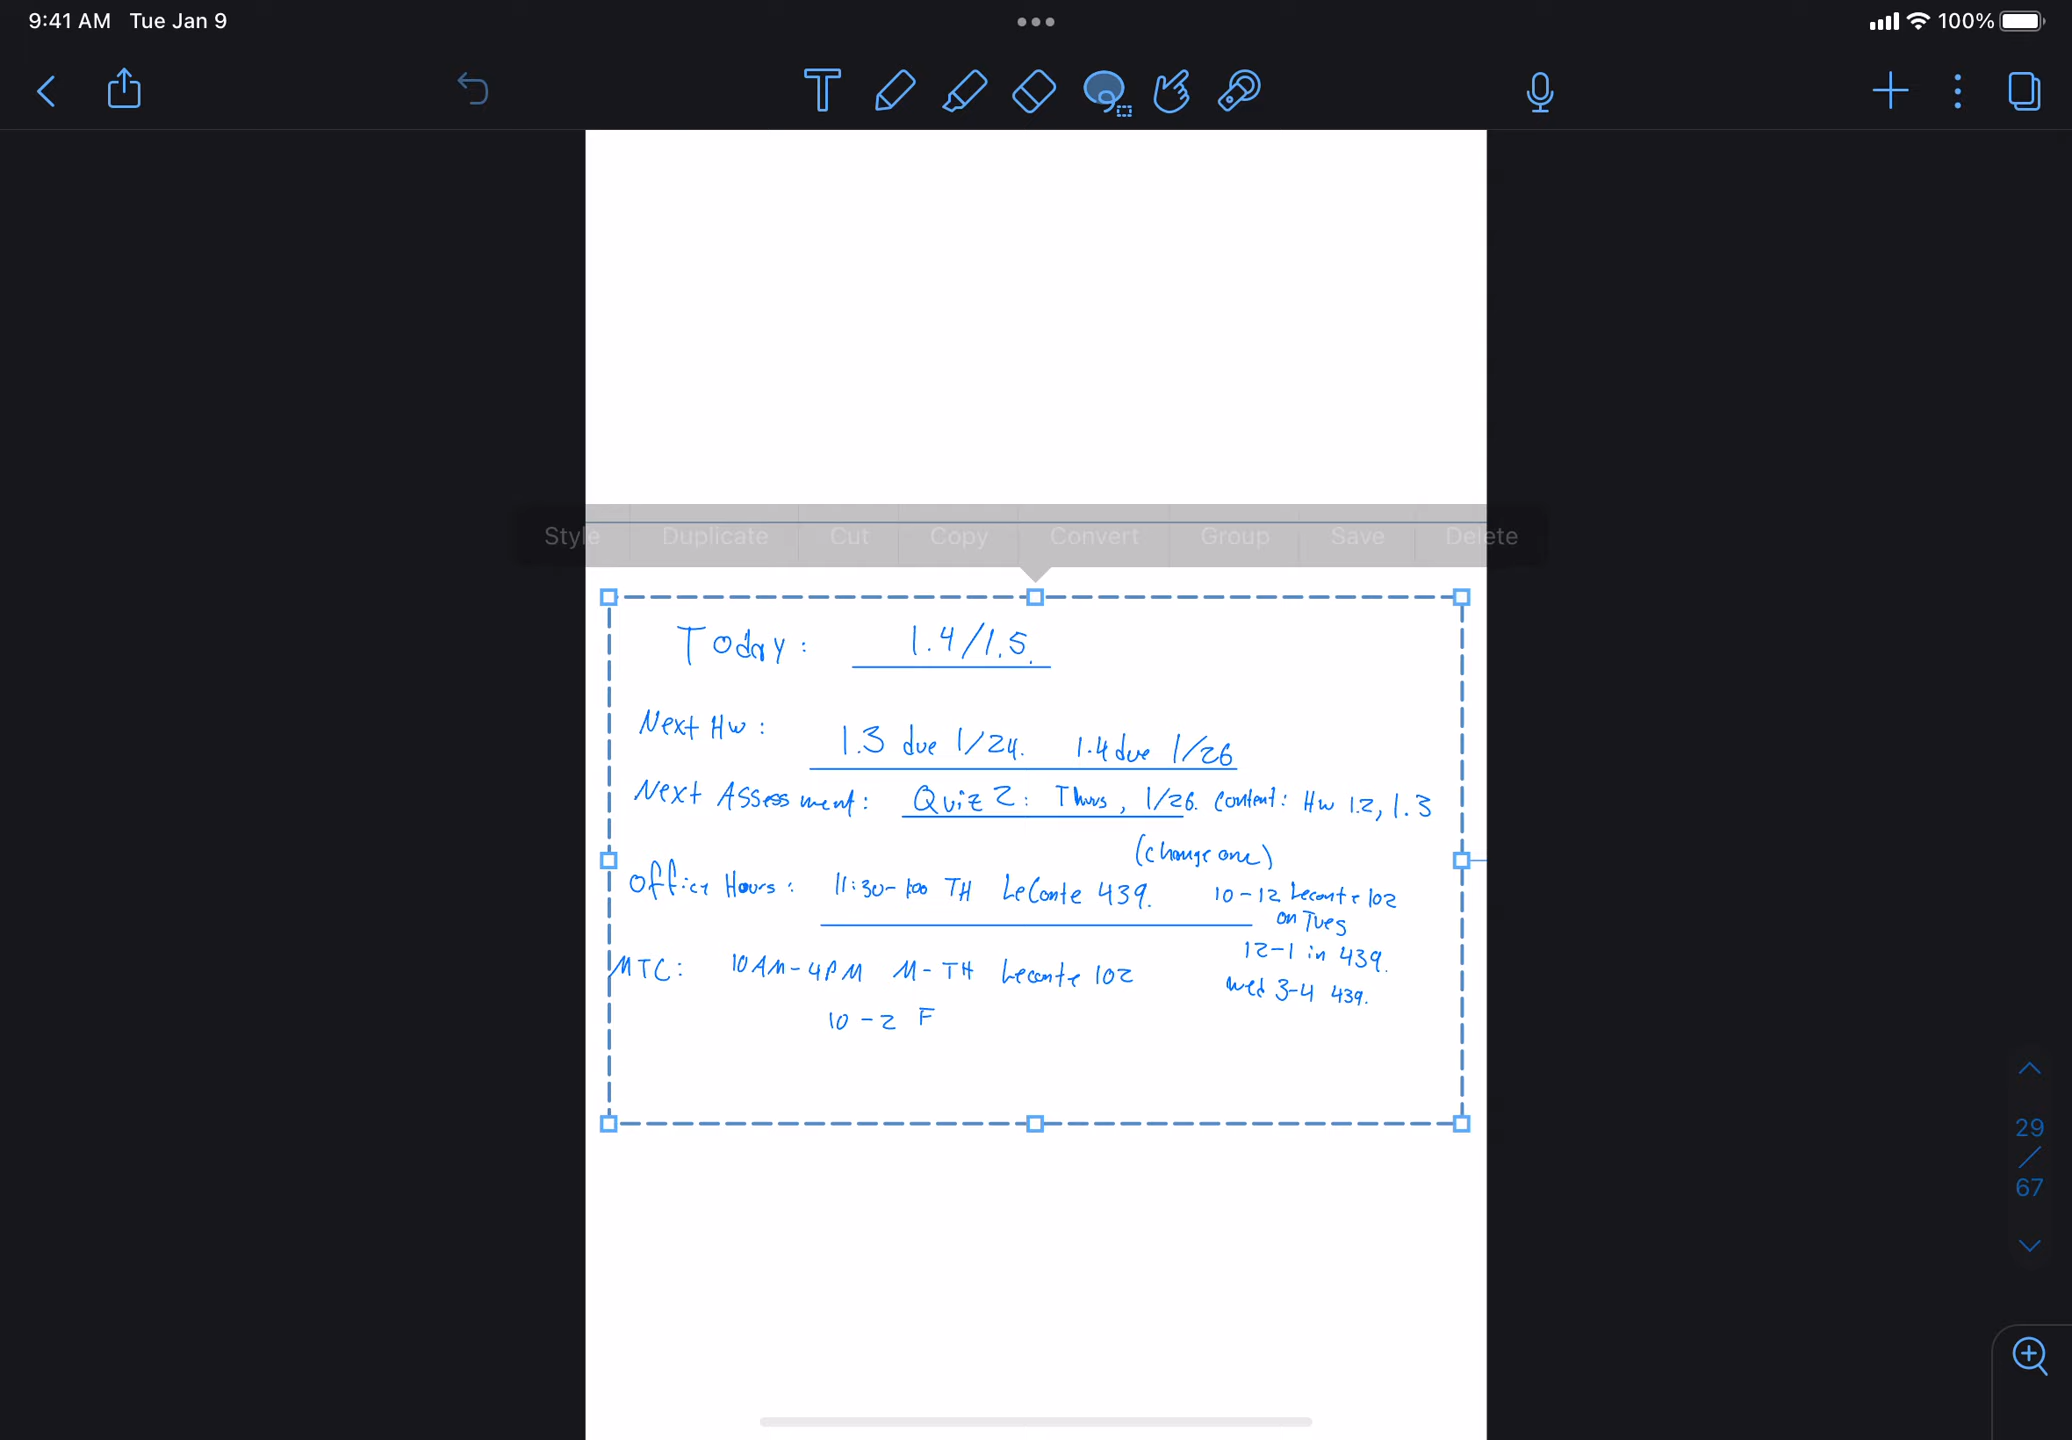 9:41 AM Tue Jan 9
100%
T
Style Duplicate Cut Copy Convert Group Save Delete
Today: 1.4/1.5.
Next Hw: 1.3 due 1/24. 1.4 due 1/26
Next Assessment: Quiz 2: Thurs, 1/26. Content: Hw 1.2, 1.3
(change one)
Office Hours: 11:30-1:00 TH LeConte 439. 10-12 Leconte 102
on Tues
12-1 in 439.
MTC: 10AM-4PM M-TH Leconte 102
wed 3-4 439.
10-2 F
29
/
67